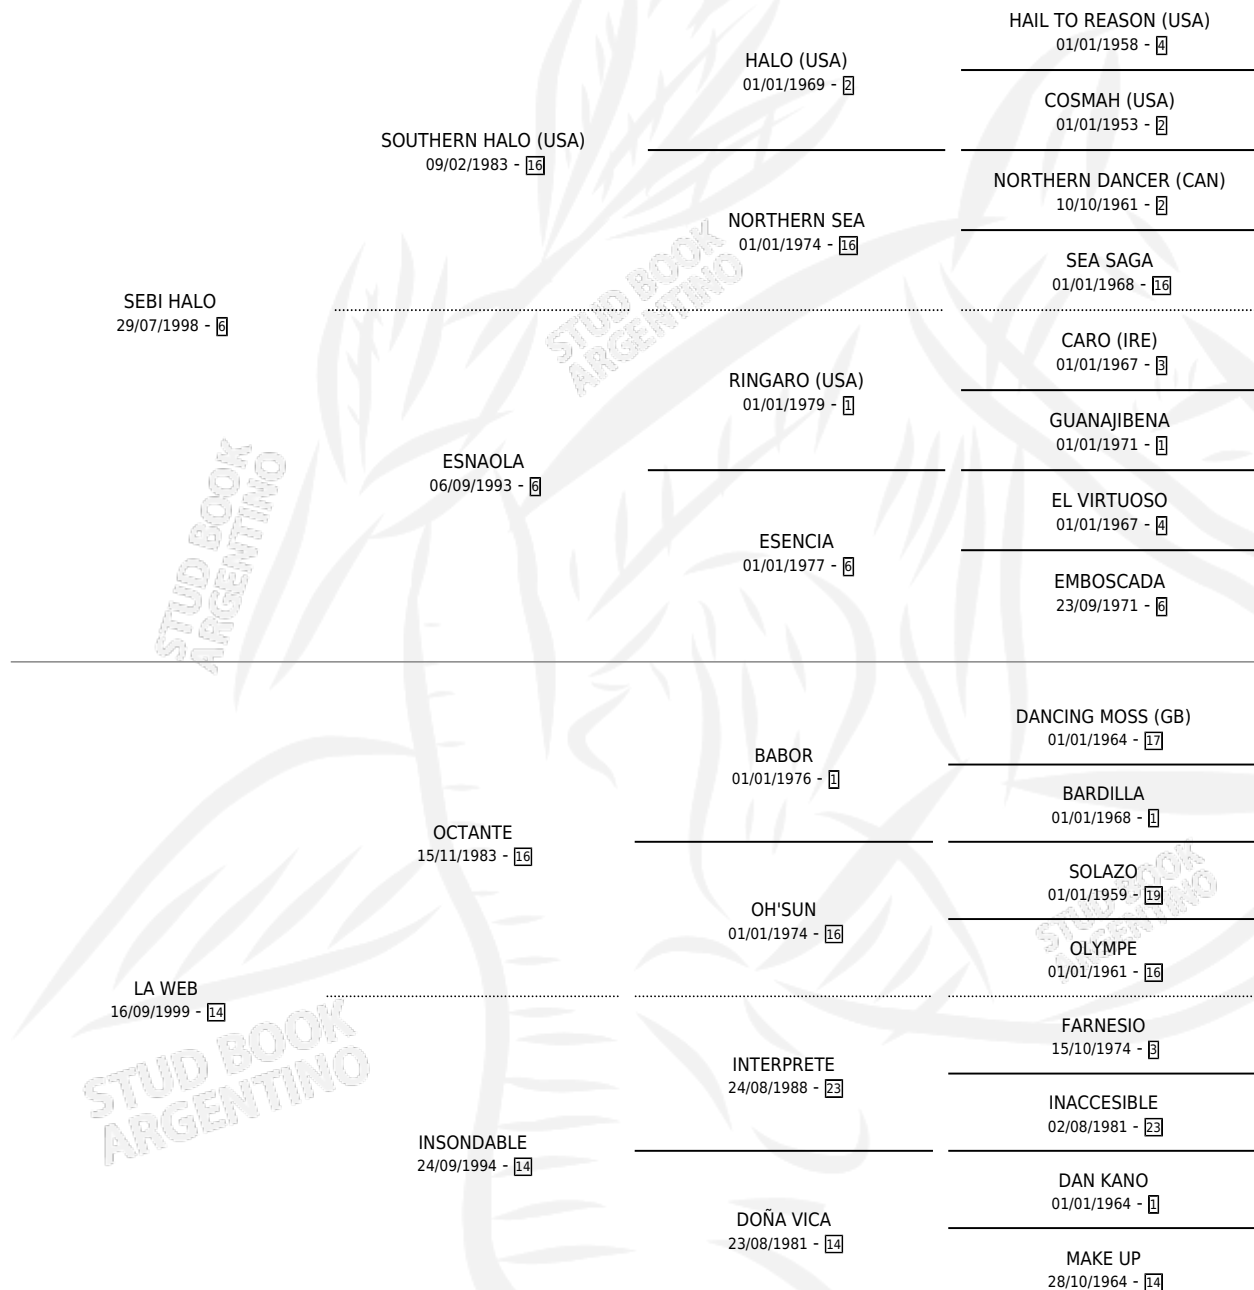 HAIL TO REASON (USA)
01/01/1958 - 4
HALO (USA)
01/01/1969 - 2
COSMAH (USA)
01/01/1953 - 2
SOUTHERN HALO (USA)
09/02/1983 - 16
NORTHERN DANCER (CAN)
10/10/1961 - 2
NORTHERN SEA
01/01/1974 - 16
SEA SAGA
01/01/1968 - 16
SEBI HALO
29/07/1998 - 6
CARO (IRE)
01/01/1967 - 3
RINGARO (USA)
01/01/1979 - 1
GUANAJIBENA
01/01/1971 - 1
ESNAOLA
06/09/1993 - 6
EL VIRTUOSO
01/01/1967 - 4
ESENCIA
01/01/1977 - 6
EMBOSCADA
23/09/1971 - 6
DANCING MOSS (GB)
01/01/1964 - 17
BABOR
01/01/1976 - 1
BARDILLA
01/01/1968 - 1
OCTANTE
15/11/1983 - 16
SOLAZO
01/01/1959 - 19
OH'SUN
01/01/1974 - 16
OLYMPE
01/01/1961 - 16
LA WEB
16/09/1999 - 14
FARNESIO
15/10/1974 - 3
INTERPRETE
24/08/1988 - 23
INACCESIBLE
02/08/1981 - 23
INSONDABLE
24/09/1994 - 14
DAN KANO
01/01/1964 - 1
DOÑA VICA
23/08/1981 - 14
MAKE UP
28/10/1964 - 14
STUD BOOK
ARGENTINO
STUD BOOK
ARGENTINO
STUD BOOK
ARGENTINO
STUD BOOK
ARGENTINO